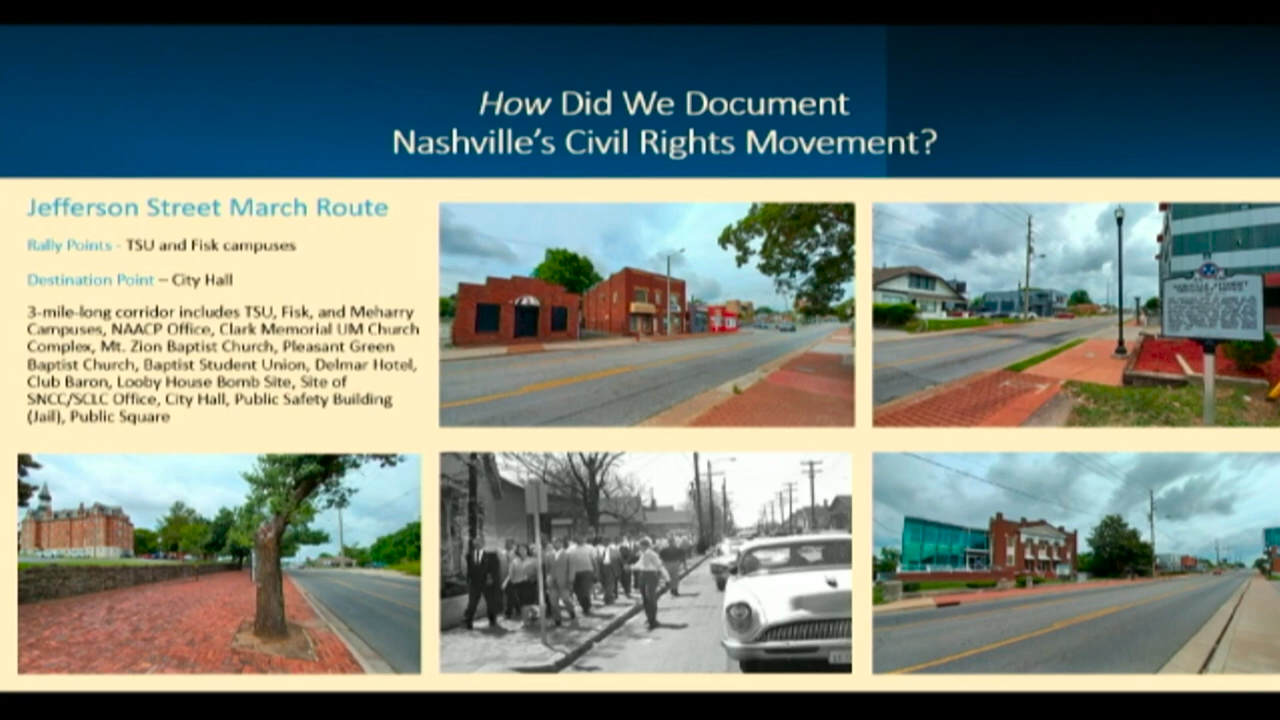 How Did We Document
Nashville's Civil Rights Movement?
Jefferson Street March Route
Rally Points - TSU and Fisk campuses
Destination Point – City Hall
3-mile-long corridor includes TSU, Fisk, and Meharry
Campuses, NAACP Office, Clark Memorial UM Church
Complex, Mt. Zion Baptist Church, Pleasant Green
Baptist Church, Baptist Student Union, Delmar Hotel,
Club Baron, Looby House Bomb Site, Site of
SNCC/SCLC Office, City Hall, Public Safety Building
(Jail), Public Square